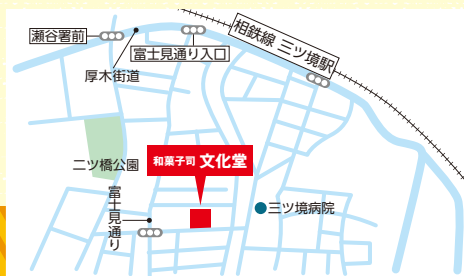 瀬谷署前
富士見通り入口
相鉄線 三ツ境駅
厚木街道
二ツ橋公園
和菓子司 文化堂
富士見通り
三ツ境病院